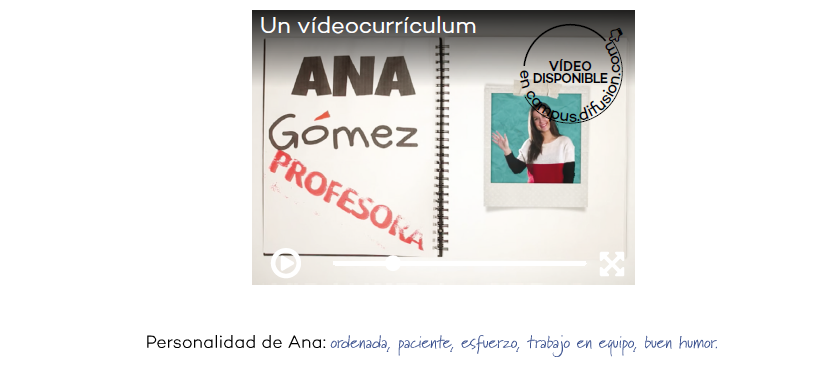 Un vídeocurrículum
VÍDEO
DISPONIBLE
en campus.difusion.com
ANA
Gómez
PROFESORA
Personalidad de Ana: ordenada, paciente, esfuerzo, trabajo en equipo, buen humor.